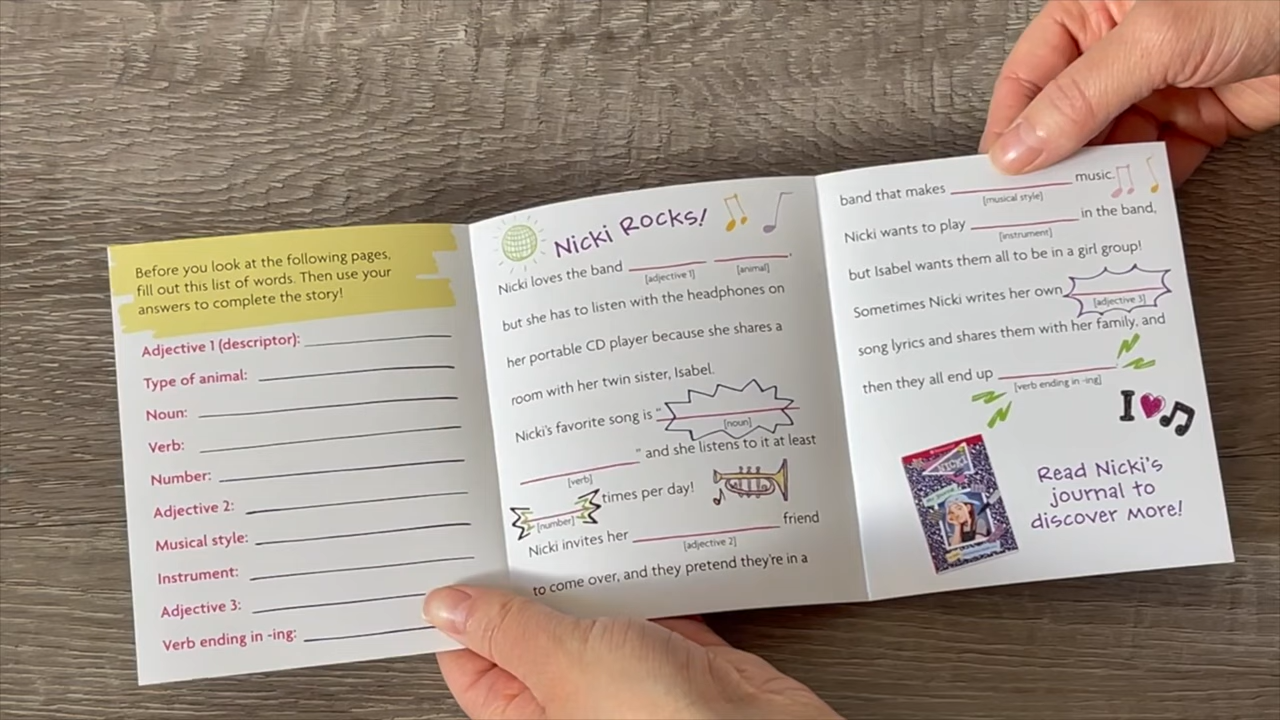 Before you look at the following pages,
fill out this list of words. Then use your
answers to complete the story!
Adjective 1 (descriptor):
Type of animal:
Noun:
Verb:
Number:
Adjective 2:
Musical style:
Instrument:
Adjective 3:
Verb ending in -ing:
Nicki Rocks!
Nicki loves the band
[adjective 1] [animal]
but she has to listen with the headphones on
her portable CD player because she shares a
room with her twin sister, Isabel.
Nicki's favorite song is "
[noun]
" and she listens to it at least
[verb]
times per day!
[number]
Nicki invites her friend
[adjective 2]
to come over, and they pretend they're in a
band that makes music.
[musical style]
Nicki wants to play in the band,
[instrument]
but Isabel wants them all to be in a girl group!
Sometimes Nicki writes her own
[adjective 3]
song lyrics and shares them with her family, and
then they all end up .
[verb ending in -ing]
I
Read Nicki's
journal to
discover more!